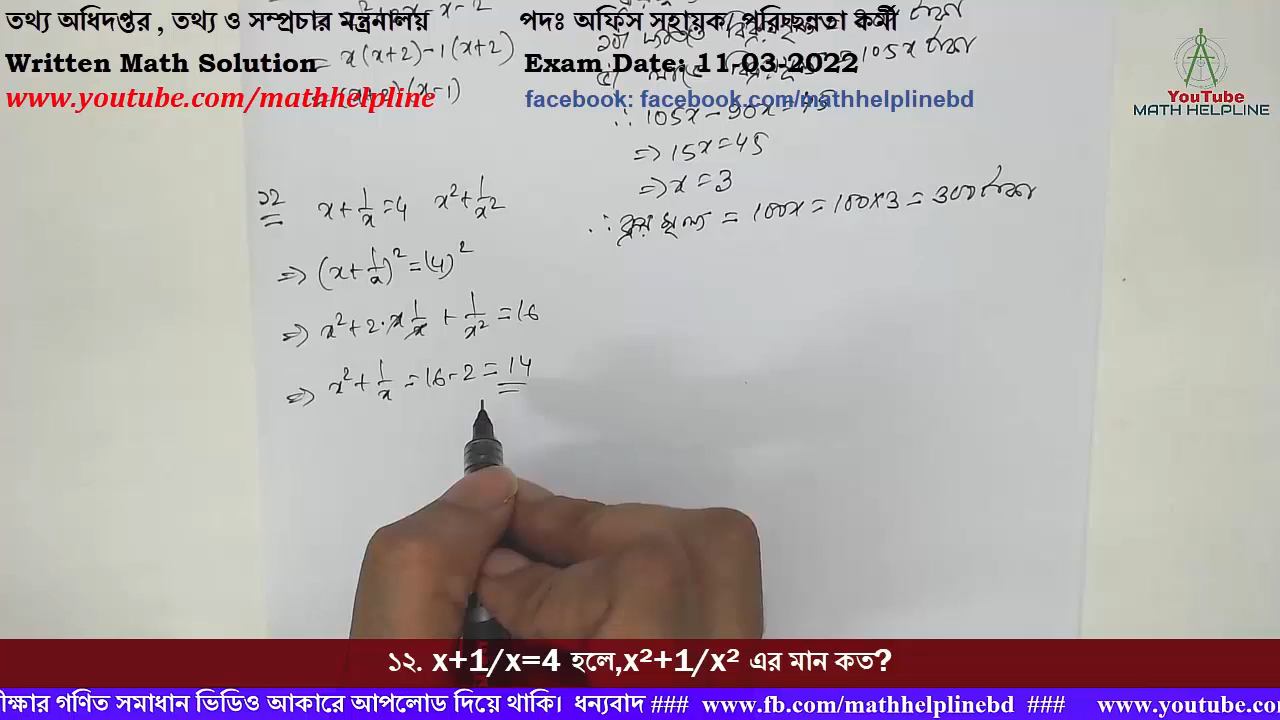 তথ্য অধিদপ্তর , তথ্য ও সম্প্রচার মন্ত্রনালয়
পদঃ অফিস সহায়ক, পরিচ্ছন্নতা কর্মী
Written Math Solution
Exam Date: 11-03-2022
www.youtube.com/mathhelpline
facebook: facebook.com/mathhelplinebd
YouTube
MATH HELPLINE
= x(x+2)-1(x+2)
(x-1)
105x টাকা
∴ 105x-90x=45
=> 15x=45
=> x=3
∴ ক্রয়মূল্য = 100x = 100x3 = 300 টাকা
১২ x+1/x=4 x²+1/x²
=> (x+1/x)²=(4)²
=> x²+2·x 1/x + 1/x² =16
=> x²+1/x =16-2=14
১২. x+1/x=4 হলে,x²+1/x² এর মান কত?
ীক্ষার গণিত সমাধান ভিডিও আকারে আপলোড দিয়ে থাকি। ধন্যবাদ ### www.fb.com/mathhelplinebd ### www.youtube.co